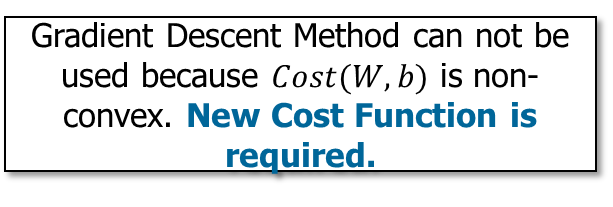 Gradient Descent Method can not be
used because Cost(W, b) is non-
convex. New Cost Function is
required.